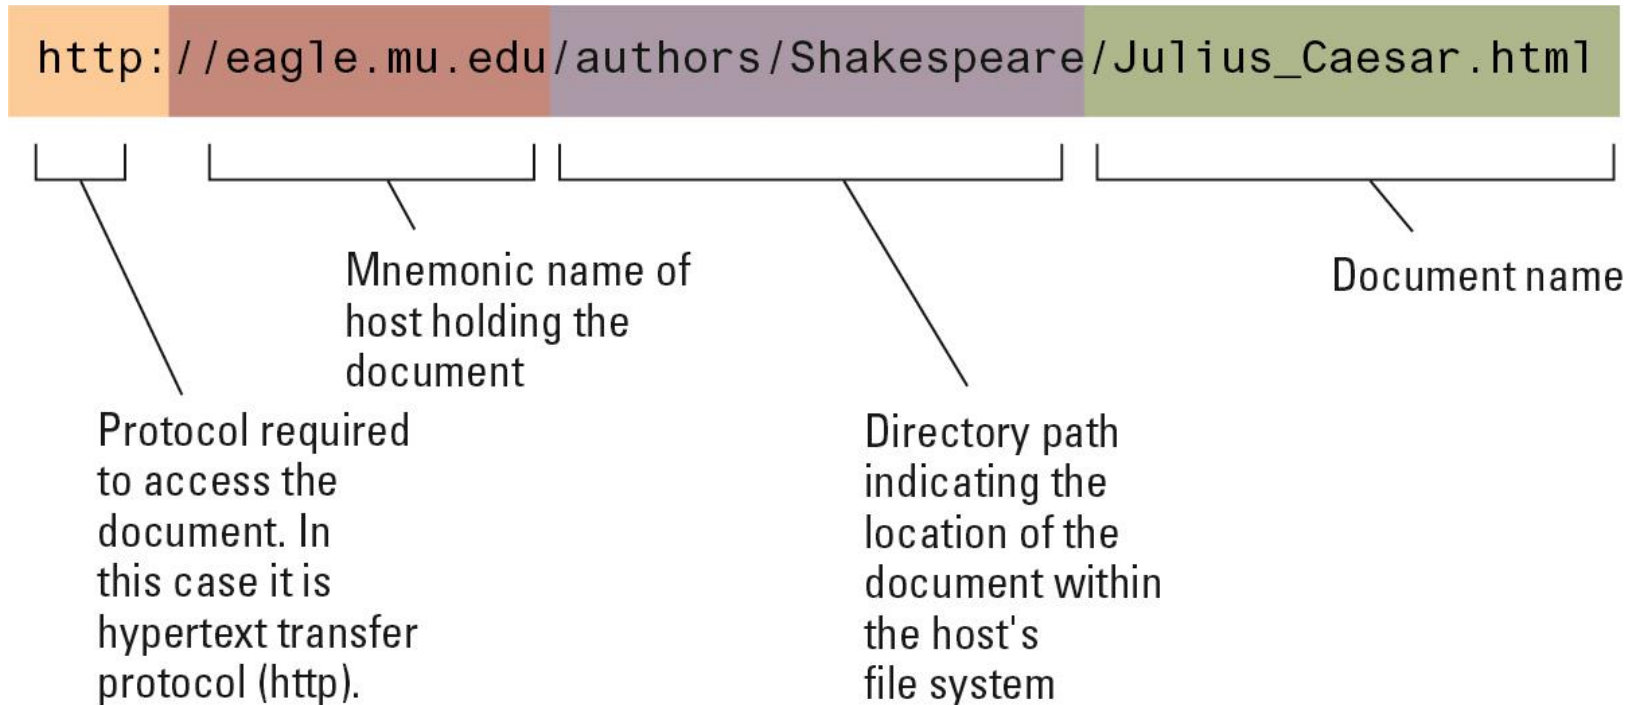 http://eagle.mu.edu/authors/Shakespeare/Julius_Caesar.html
Mnemonic name of
host holding the
document
Document name
Protocol required
to access the
document. In
this case it is
hypertext transfer
protocol (http).
Directory path
indicating the
location of the
document within
the host's
file system